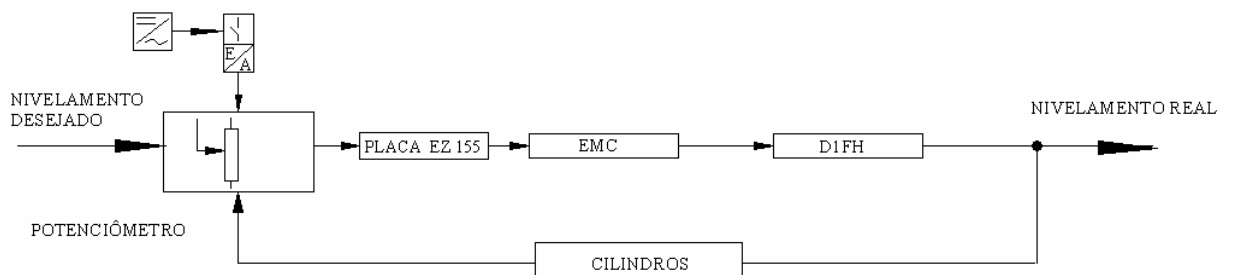 E/A
NIVELAMENTO
DESEJADO
NIVELAMENTO REAL
PLACA EZ 155
EMC
D1FH
POTENCIÔMETRO
CILINDROS